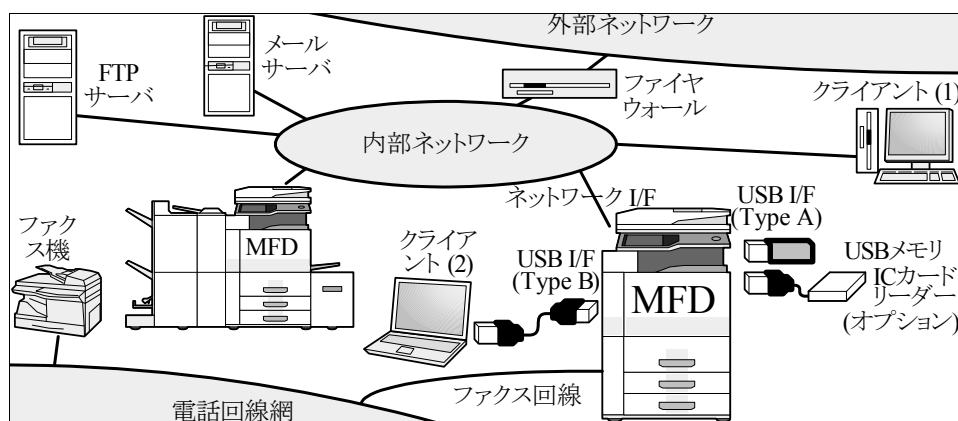 外部ネットワーク
FTP
サーバ
メール
サーバ
ファイヤ
ウォール
クライアント (1)
内部ネットワーク
ネットワーク I/F
USB I/F
(Type A)
ファク
ス機
MFD
クライア
ント (2)
USB I/F
(Type B)
MFD
USBメモリ
ICカード
リーダー
(オプション)
ファクス回線
電話回線網